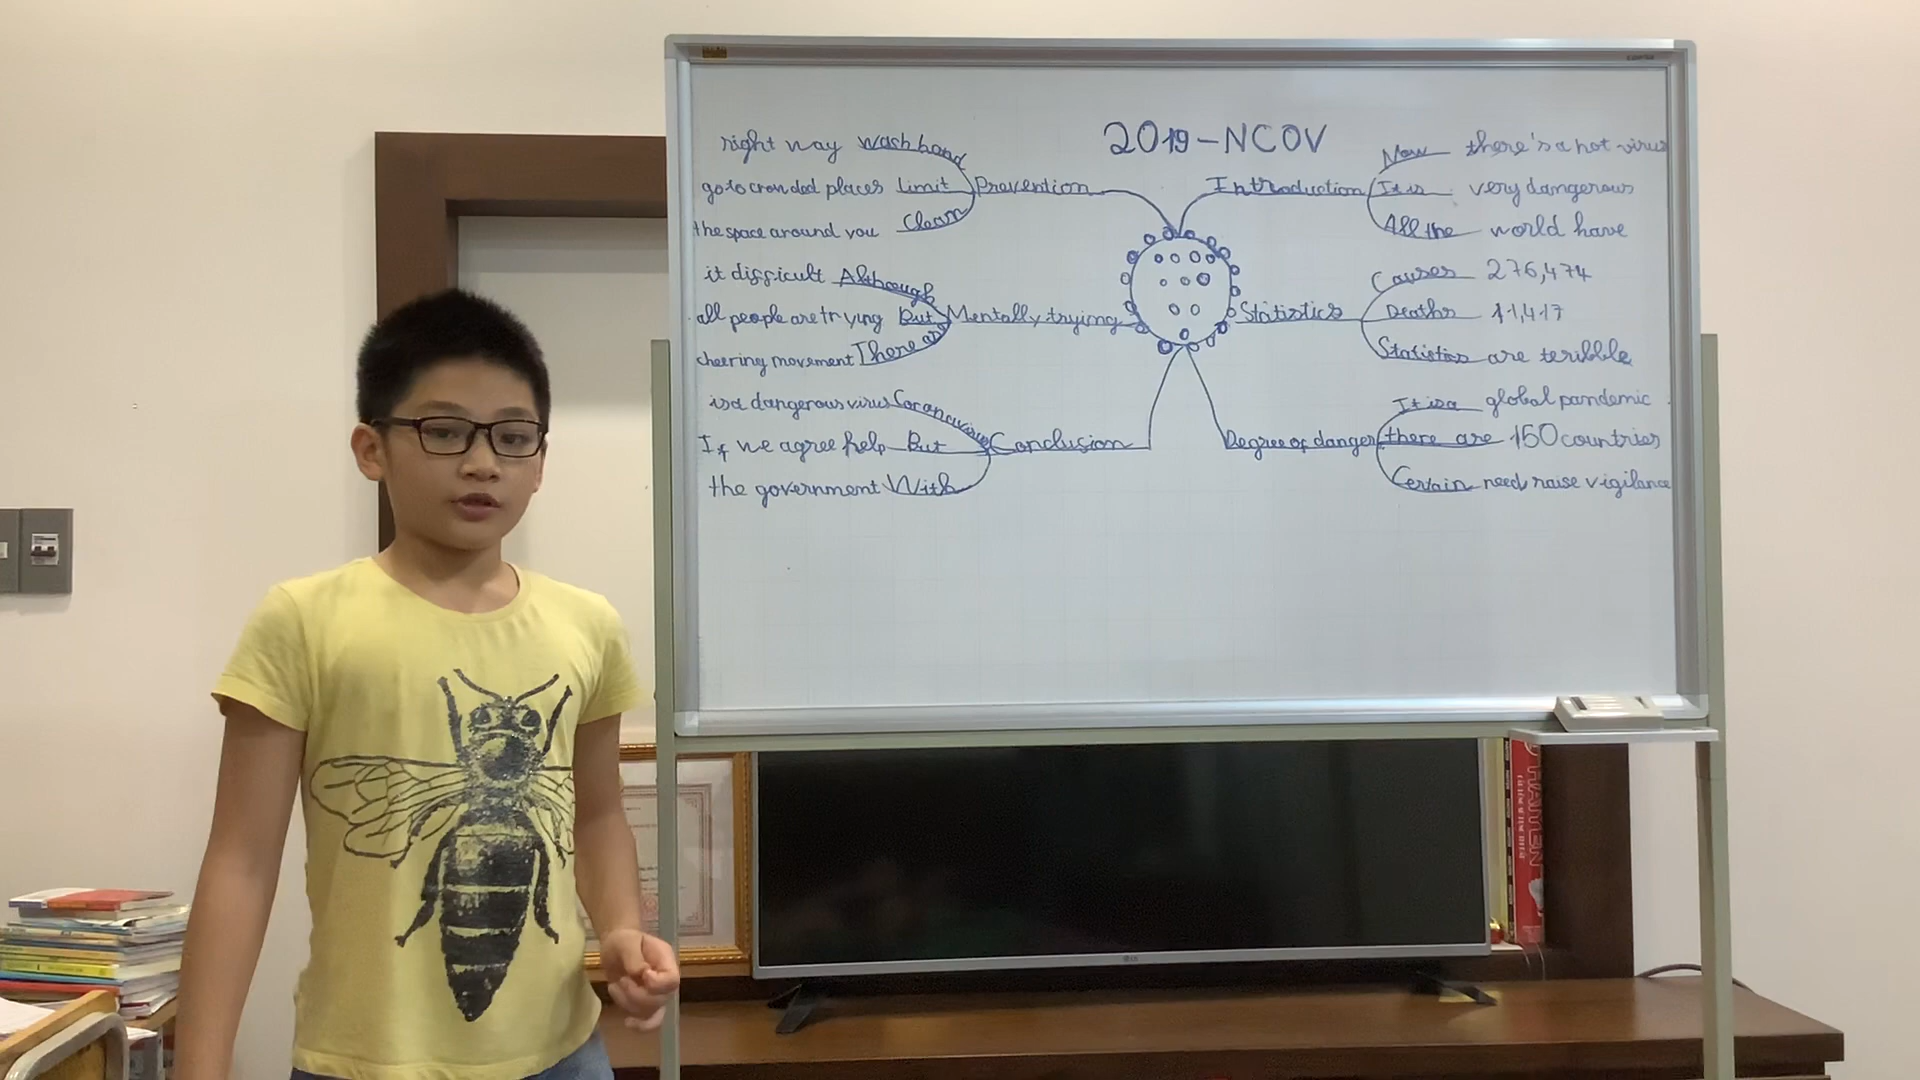 2019-NCOV
right way wash hand
go to crowded places Limit
the space around you Clean
Prevention
it difficult Although
all people are trying But
cheering movement There are
Mentally trying
is a dangerous virus Coronavirus
If we agree help But
the government With
Conclusion
Introduction
Now there's a hot virus
It is very dangerous
All the world have
Statistics
Causes 276,474
Deaths 11,417
Statistics are teribble
Degree of danger
It is a global pandemic
there are 150 countries
Certain need raise vigilance
LG